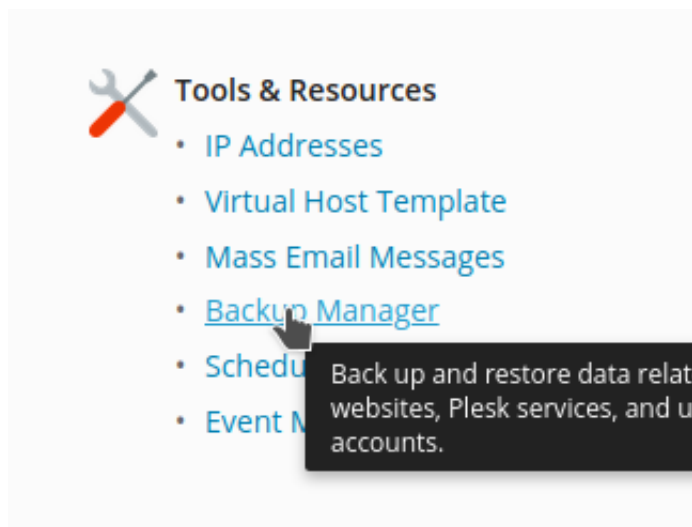 Tools & Resources
• IP Addresses
• Virtual Host Template
• Mass Email Messages
• Backup Manager
•
• Event
Back up and restore data
websites, Plesk services, and
accounts.